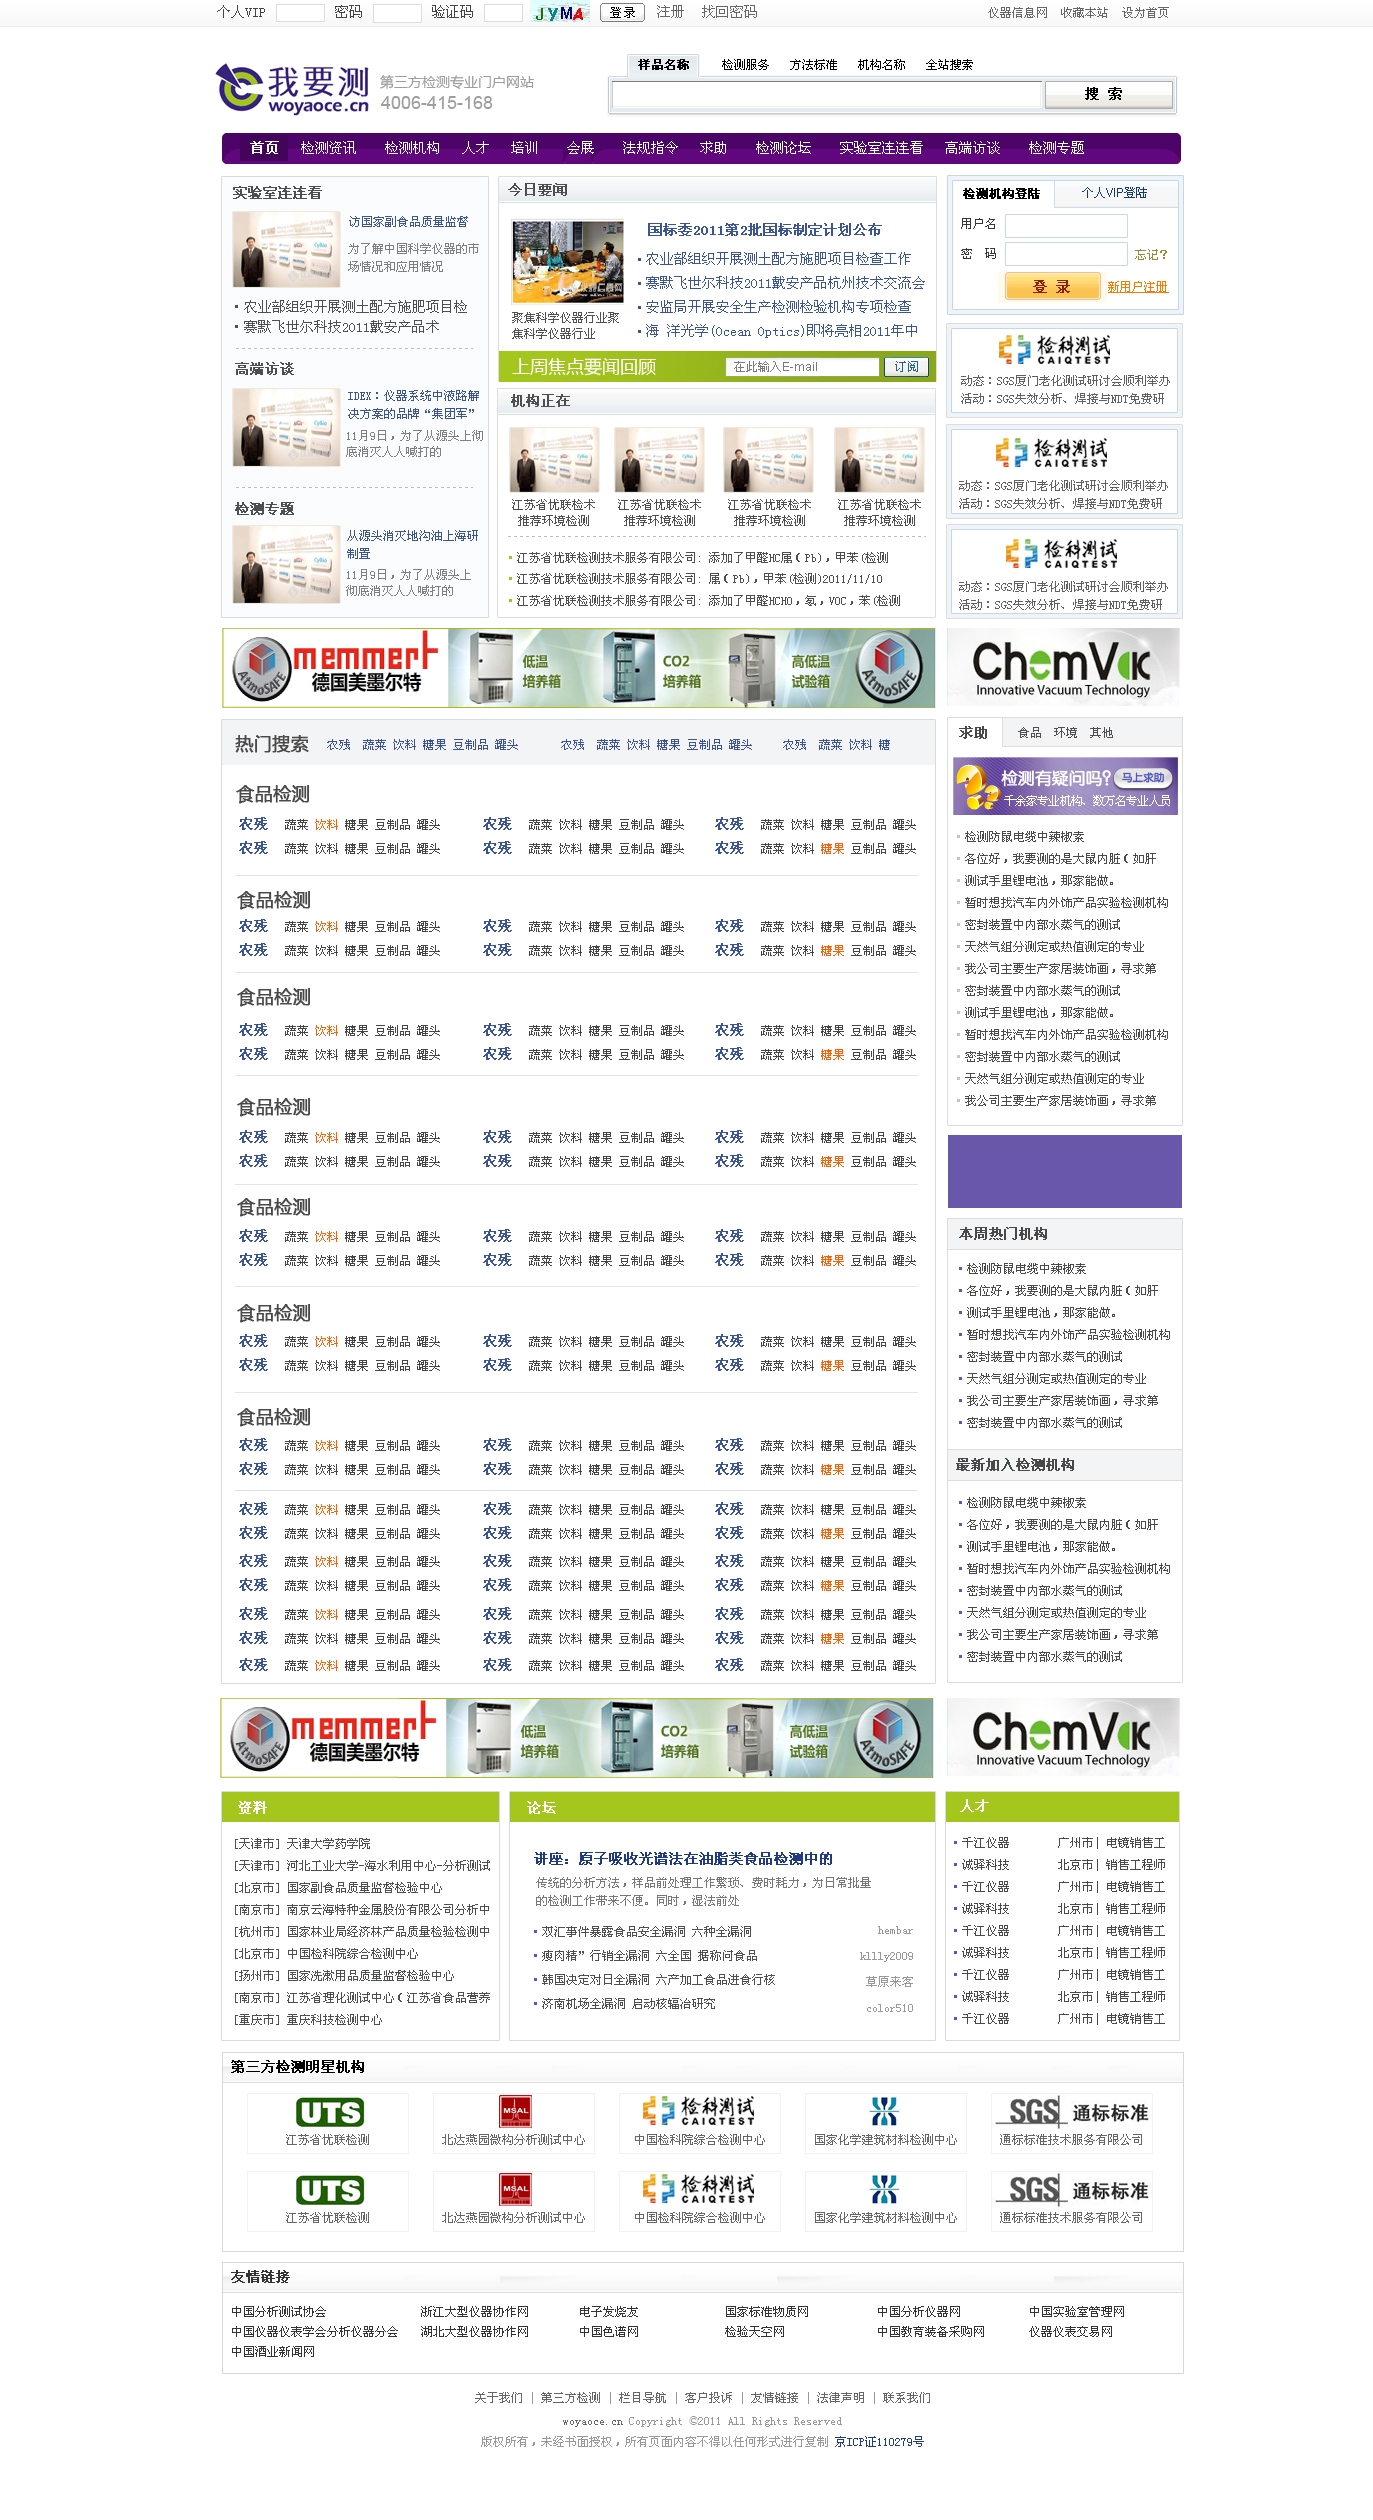 个人VIP 密码 验证码 JYMA 登录 注册 找回密码 仪器信息网 收藏本站 设为首页
我要测 woyaoce.cn
第三方检测专业门户网站
4006-415-168
样品名称 检测服务 方法标准 机构名称 全站搜索
搜 索
首页 检测资讯 检测机构 人才 培训 会展 法规指令 求助 检测论坛 实验室连连看 高端访谈 检测专题
实验室连连看
访国家副食品质量监督
为了解中国科学仪器的市
场情况和应用情况
农业部组织开展测土配方施肥项目检
赛默飞世尔科技2011戴安产品术
高端访谈
IDEX：仪器系统中液路解
决方案的品牌“集团军”
11月9日，为了从源头上彻
底消灭人人喊打的
检测专题
从源头消灭地沟油上海研
制置
11月9日，为了从源头上
彻底消灭人人喊打的
今日要闻
聚焦科学仪器行业聚
焦科学仪器行业
国标委2011第2批国标制定计划公布
农业部组织开展测土配方施肥项目检查工作
赛默飞世尔科技2011戴安产品杭州技术交流会
安监局开展安全生产检测检验机构专项检查
海 洋光学(Ocean Optics)即将亮相2011年中
上周焦点要闻回顾 在此输入E-mail 订阅
机构正在
江苏省优联检术 江苏省优联检术 江苏省优联检术 江苏省优联检术
推荐环境检测 推荐环境检测 推荐环境检测 推荐环境检测
江苏省优联检测技术服务有限公司: 添加了甲醛HC属（Pb），甲苯(检测
江苏省优联检测技术服务有限公司: 属（Pb），甲苯(检测)2011/11/10
江苏省优联检测技术服务有限公司: 添加了甲醛HCHO，氡，VOC，苯(检测
检测机构登陆 个人VIP登陆
用户名
密 码 忘记?
登 录 新用户注册
检科测试 CAIQTEST
动态：SGS厦门老化测试研讨会顺利举办
活动：SGS失效分析、焊接与NDT免费研
检科测试 CAIQTEST
动态：SGS厦门老化测试研讨会顺利举办
活动：SGS失效分析、焊接与NDT免费研
检科测试 CAIQTEST
动态：SGS厦门老化测试研讨会顺利举办
活动：SGS失效分析、焊接与NDT免费研
AtmoSAFE memmert 德国美墨尔特 低温 培养箱 CO2 培养箱 高低温 试验箱 AtmoSAFE
ChemVak
Innovative Vacuum Technology
热门搜索 农残 蔬菜 饮料 糖果 豆制品 罐头 农残 蔬菜 饮料 糖果 豆制品 罐头 农残 蔬菜 饮料 糖
食品检测
农残 蔬菜 饮料 糖果 豆制品 罐头 农残 蔬菜 饮料 糖果 豆制品 罐头 农残 蔬菜 饮料 糖果 豆制品 罐头
农残 蔬菜 饮料 糖果 豆制品 罐头 农残 蔬菜 饮料 糖果 豆制品 罐头 农残 蔬菜 饮料 糖果 豆制品 罐头
食品检测
农残 蔬菜 饮料 糖果 豆制品 罐头 农残 蔬菜 饮料 糖果 豆制品 罐头 农残 蔬菜 饮料 糖果 豆制品 罐头
农残 蔬菜 饮料 糖果 豆制品 罐头 农残 蔬菜 饮料 糖果 豆制品 罐头 农残 蔬菜 饮料 糖果 豆制品 罐头
食品检测
农残 蔬菜 饮料 糖果 豆制品 罐头 农残 蔬菜 饮料 糖果 豆制品 罐头 农残 蔬菜 饮料 糖果 豆制品 罐头
农残 蔬菜 饮料 糖果 豆制品 罐头 农残 蔬菜 饮料 糖果 豆制品 罐头 农残 蔬菜 饮料 糖果 豆制品 罐头
食品检测
农残 蔬菜 饮料 糖果 豆制品 罐头 农残 蔬菜 饮料 糖果 豆制品 罐头 农残 蔬菜 饮料 糖果 豆制品 罐头
农残 蔬菜 饮料 糖果 豆制品 罐头 农残 蔬菜 饮料 糖果 豆制品 罐头 农残 蔬菜 饮料 糖果 豆制品 罐头
食品检测
农残 蔬菜 饮料 糖果 豆制品 罐头 农残 蔬菜 饮料 糖果 豆制品 罐头 农残 蔬菜 饮料 糖果 豆制品 罐头
农残 蔬菜 饮料 糖果 豆制品 罐头 农残 蔬菜 饮料 糖果 豆制品 罐头 农残 蔬菜 饮料 糖果 豆制品 罐头
食品检测
农残 蔬菜 饮料 糖果 豆制品 罐头 农残 蔬菜 饮料 糖果 豆制品 罐头 农残 蔬菜 饮料 糖果 豆制品 罐头
农残 蔬菜 饮料 糖果 豆制品 罐头 农残 蔬菜 饮料 糖果 豆制品 罐头 农残 蔬菜 饮料 糖果 豆制品 罐头
食品检测
农残 蔬菜 饮料 糖果 豆制品 罐头 农残 蔬菜 饮料 糖果 豆制品 罐头 农残 蔬菜 饮料 糖果 豆制品 罐头
农残 蔬菜 饮料 糖果 豆制品 罐头 农残 蔬菜 饮料 糖果 豆制品 罐头 农残 蔬菜 饮料 糖果 豆制品 罐头
农残 蔬菜 饮料 糖果 豆制品 罐头 农残 蔬菜 饮料 糖果 豆制品 罐头 农残 蔬菜 饮料 糖果 豆制品 罐头
农残 蔬菜 饮料 糖果 豆制品 罐头 农残 蔬菜 饮料 糖果 豆制品 罐头 农残 蔬菜 饮料 糖果 豆制品 罐头
农残 蔬菜 饮料 糖果 豆制品 罐头 农残 蔬菜 饮料 糖果 豆制品 罐头 农残 蔬菜 饮料 糖果 豆制品 罐头
农残 蔬菜 饮料 糖果 豆制品 罐头 农残 蔬菜 饮料 糖果 豆制品 罐头 农残 蔬菜 饮料 糖果 豆制品 罐头
农残 蔬菜 饮料 糖果 豆制品 罐头 农残 蔬菜 饮料 糖果 豆制品 罐头 农残 蔬菜 饮料 糖果 豆制品 罐头
农残 蔬菜 饮料 糖果 豆制品 罐头 农残 蔬菜 饮料 糖果 豆制品 罐头 农残 蔬菜 饮料 糖果 豆制品 罐头
农残 蔬菜 饮料 糖果 豆制品 罐头 农残 蔬菜 饮料 糖果 豆制品 罐头 农残 蔬菜 饮料 糖果 豆制品 罐头
求助 食品 环境 其他
检测有疑问吗? 马上求助
千余家专业机构、数万名专业人员
检测防鼠电缆中辣椒素
各位好，我要测的是大鼠内脏（如肝
测试手里锂电池，那家能做。
暂时想找汽车内外饰产品实验检测机构
密封装置中内部水蒸气的测试
天然气组分测定或热值测定的专业
我公司主要生产家居装饰画，寻求第
密封装置中内部水蒸气的测试
测试手里锂电池，那家能做。
暂时想找汽车内外饰产品实验检测机构
密封装置中内部水蒸气的测试
天然气组分测定或热值测定的专业
我公司主要生产家居装饰画，寻求第
本周热门机构
检测防鼠电缆中辣椒素
各位好，我要测的是大鼠内脏（如肝
测试手里锂电池，那家能做。
暂时想找汽车内外饰产品实验检测机构
密封装置中内部水蒸气的测试
天然气组分测定或热值测定的专业
我公司主要生产家居装饰画，寻求第
密封装置中内部水蒸气的测试
最新加入检测机构
检测防鼠电缆中辣椒素
各位好，我要测的是大鼠内脏（如肝
测试手里锂电池，那家能做。
暂时想找汽车内外饰产品实验检测机构
密封装置中内部水蒸气的测试
天然气组分测定或热值测定的专业
我公司主要生产家居装饰画，寻求第
密封装置中内部水蒸气的测试
AtmoSAFE memmert 德国美墨尔特 低温 培养箱 CO2 培养箱 高低温 试验箱 AtmoSAFE
ChemVak
Innovative Vacuum Technology
资料
[天津市] 天津大学药学院
[天津市] 河北工业大学-海水利用中心-分析测试
[北京市] 国家副食品质量监督检验中心
[南京市] 南京云海特种金属股份有限公司分析中
[杭州市] 国家林业局经济林产品质量检验检测中
[北京市] 中国检科院综合检测中心
[扬州市] 国家洗漱用品质量监督检验中心
[南京市] 江苏省理化测试中心（江苏省食品营养
[重庆市] 重庆科技检测中心
论坛
讲座: 原子吸收光谱法在油脂类食品检测中的
传统的分析方法，样品前处理工作繁琐、费时耗力，为日常批量
的检测工作带来不便。同时，湿法前处
双汇事件暴露食品安全漏洞 六种全漏洞 hembar
瘦肉精”行销全漏洞 六全国 据称问食品 kllly2009
韩国决定对日全漏洞 六产加工食品进食行核 草原来客
济南机场全漏洞 启动核辐冶研究 color510
人才
千江仪器 广州市| 电镜销售工
诚驿科技 北京市| 销售工程师
千江仪器 广州市| 电镜销售工
诚驿科技 北京市| 销售工程师
千江仪器 广州市| 电镜销售工
诚驿科技 北京市| 销售工程师
千江仪器 广州市| 电镜销售工
诚驿科技 北京市| 销售工程师
千江仪器 广州市| 电镜销售工
第三方检测明星机构
UTS MSAL 检科测试 CAIQTEST SGS 通标标准
江苏省优联检测 北达燕园微构分析测试中心 中国检科院综合检测中心 国家化学建筑材料检测中心 通标标准技术服务有限公司
UTS MSAL 检科测试 CAIQTEST SGS 通标标准
江苏省优联检测 北达燕园微构分析测试中心 中国检科院综合检测中心 国家化学建筑材料检测中心 通标标准技术服务有限公司
友情链接
中国分析测试协会 浙江大型仪器协作网 电子发烧友 国家标准物质网 中国分析仪器网 中国实验室管理网
中国仪器仪表学会分析仪器分会 湖北大型仪器协作网 中国色谱网 检验天空网 中国教育装备采购网 仪器仪表交易网
中国酒业新闻网
关于我们 | 第三方检测 | 栏目导航 | 客户投诉 | 友情链接 | 法律声明 | 联系我们
woyaoce.cn Copyright ©2011 All Rights Reserved
版权所有，未经书面授权，所有页面内容不得以任何形式进行复制 京ICP证110279号